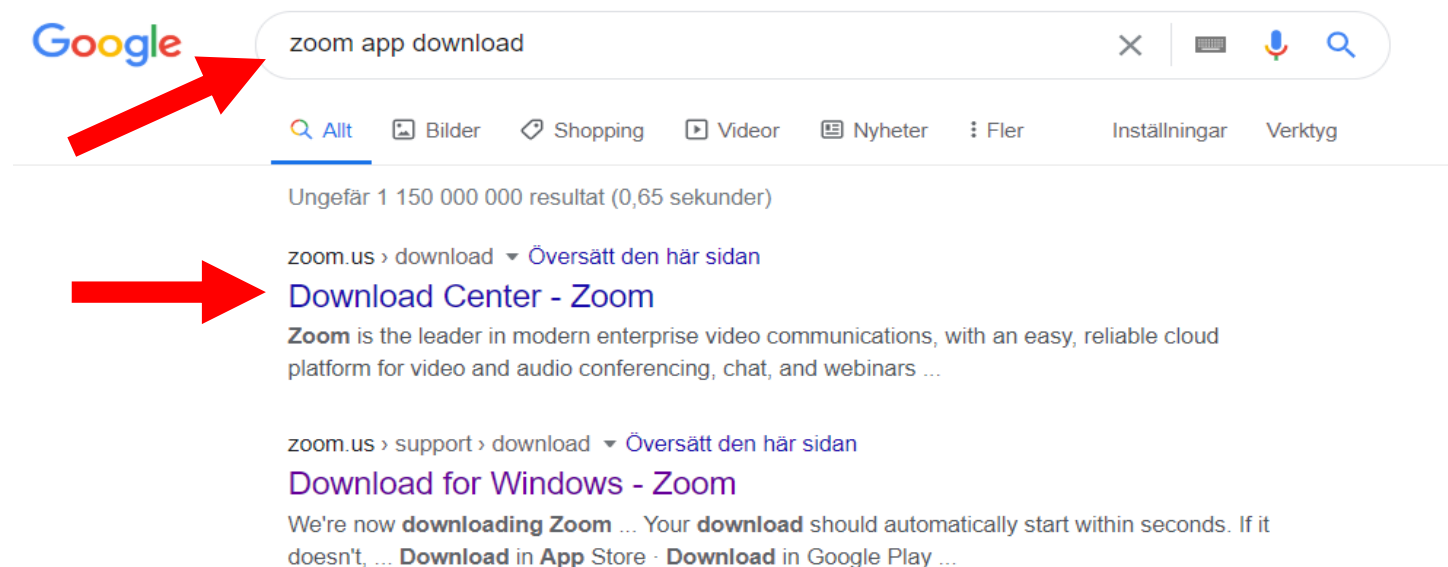 Google
zoom app download
Allt Bilder Shopping Videor Nyheter Fler Inställningar Verktyg
Ungefär 1 150 000 000 resultat (0,65 sekunder)
zoom.us › download Översätt den här sidan
Download Center - Zoom
Zoom is the leader in modern enterprise video communications, with an easy, reliable cloud
platform for video and audio conferencing, chat, and webinars ...
zoom.us › support › download Översätt den här sidan
Download for Windows - Zoom
We're now downloading Zoom ... Your download should automatically start within seconds. If it
doesn't, ... Download in App Store · Download in Google Play ...